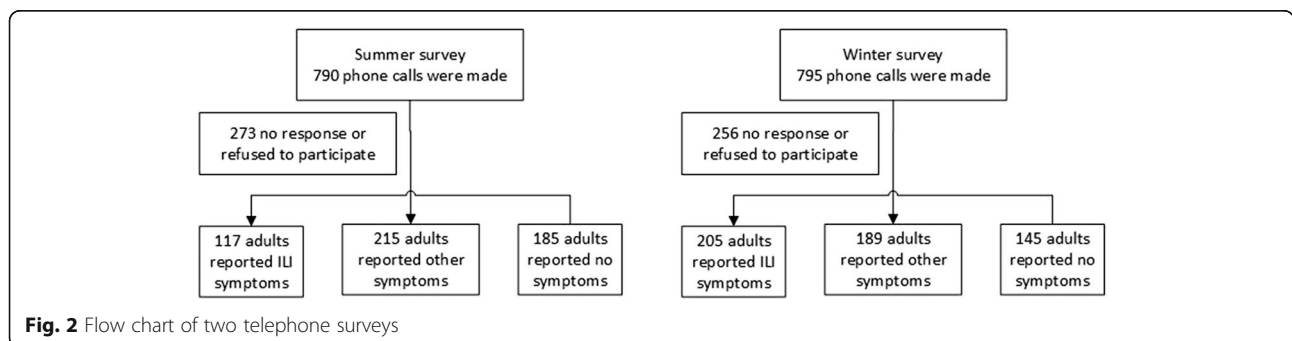 Summer survey
790 phone calls were made
273 no response or
refused to participate
117 adults
reported ILI
symptoms
215 adults
reported other
symptoms
185 adults
reported no
symptoms
Winter survey
795 phone calls were made
256 no response or
refused to participate
205 adults
reported ILI
symptoms
189 adults
reported other
symptoms
145 adults
reported no
symptoms
Fig. 2 Flow chart of two telephone surveys